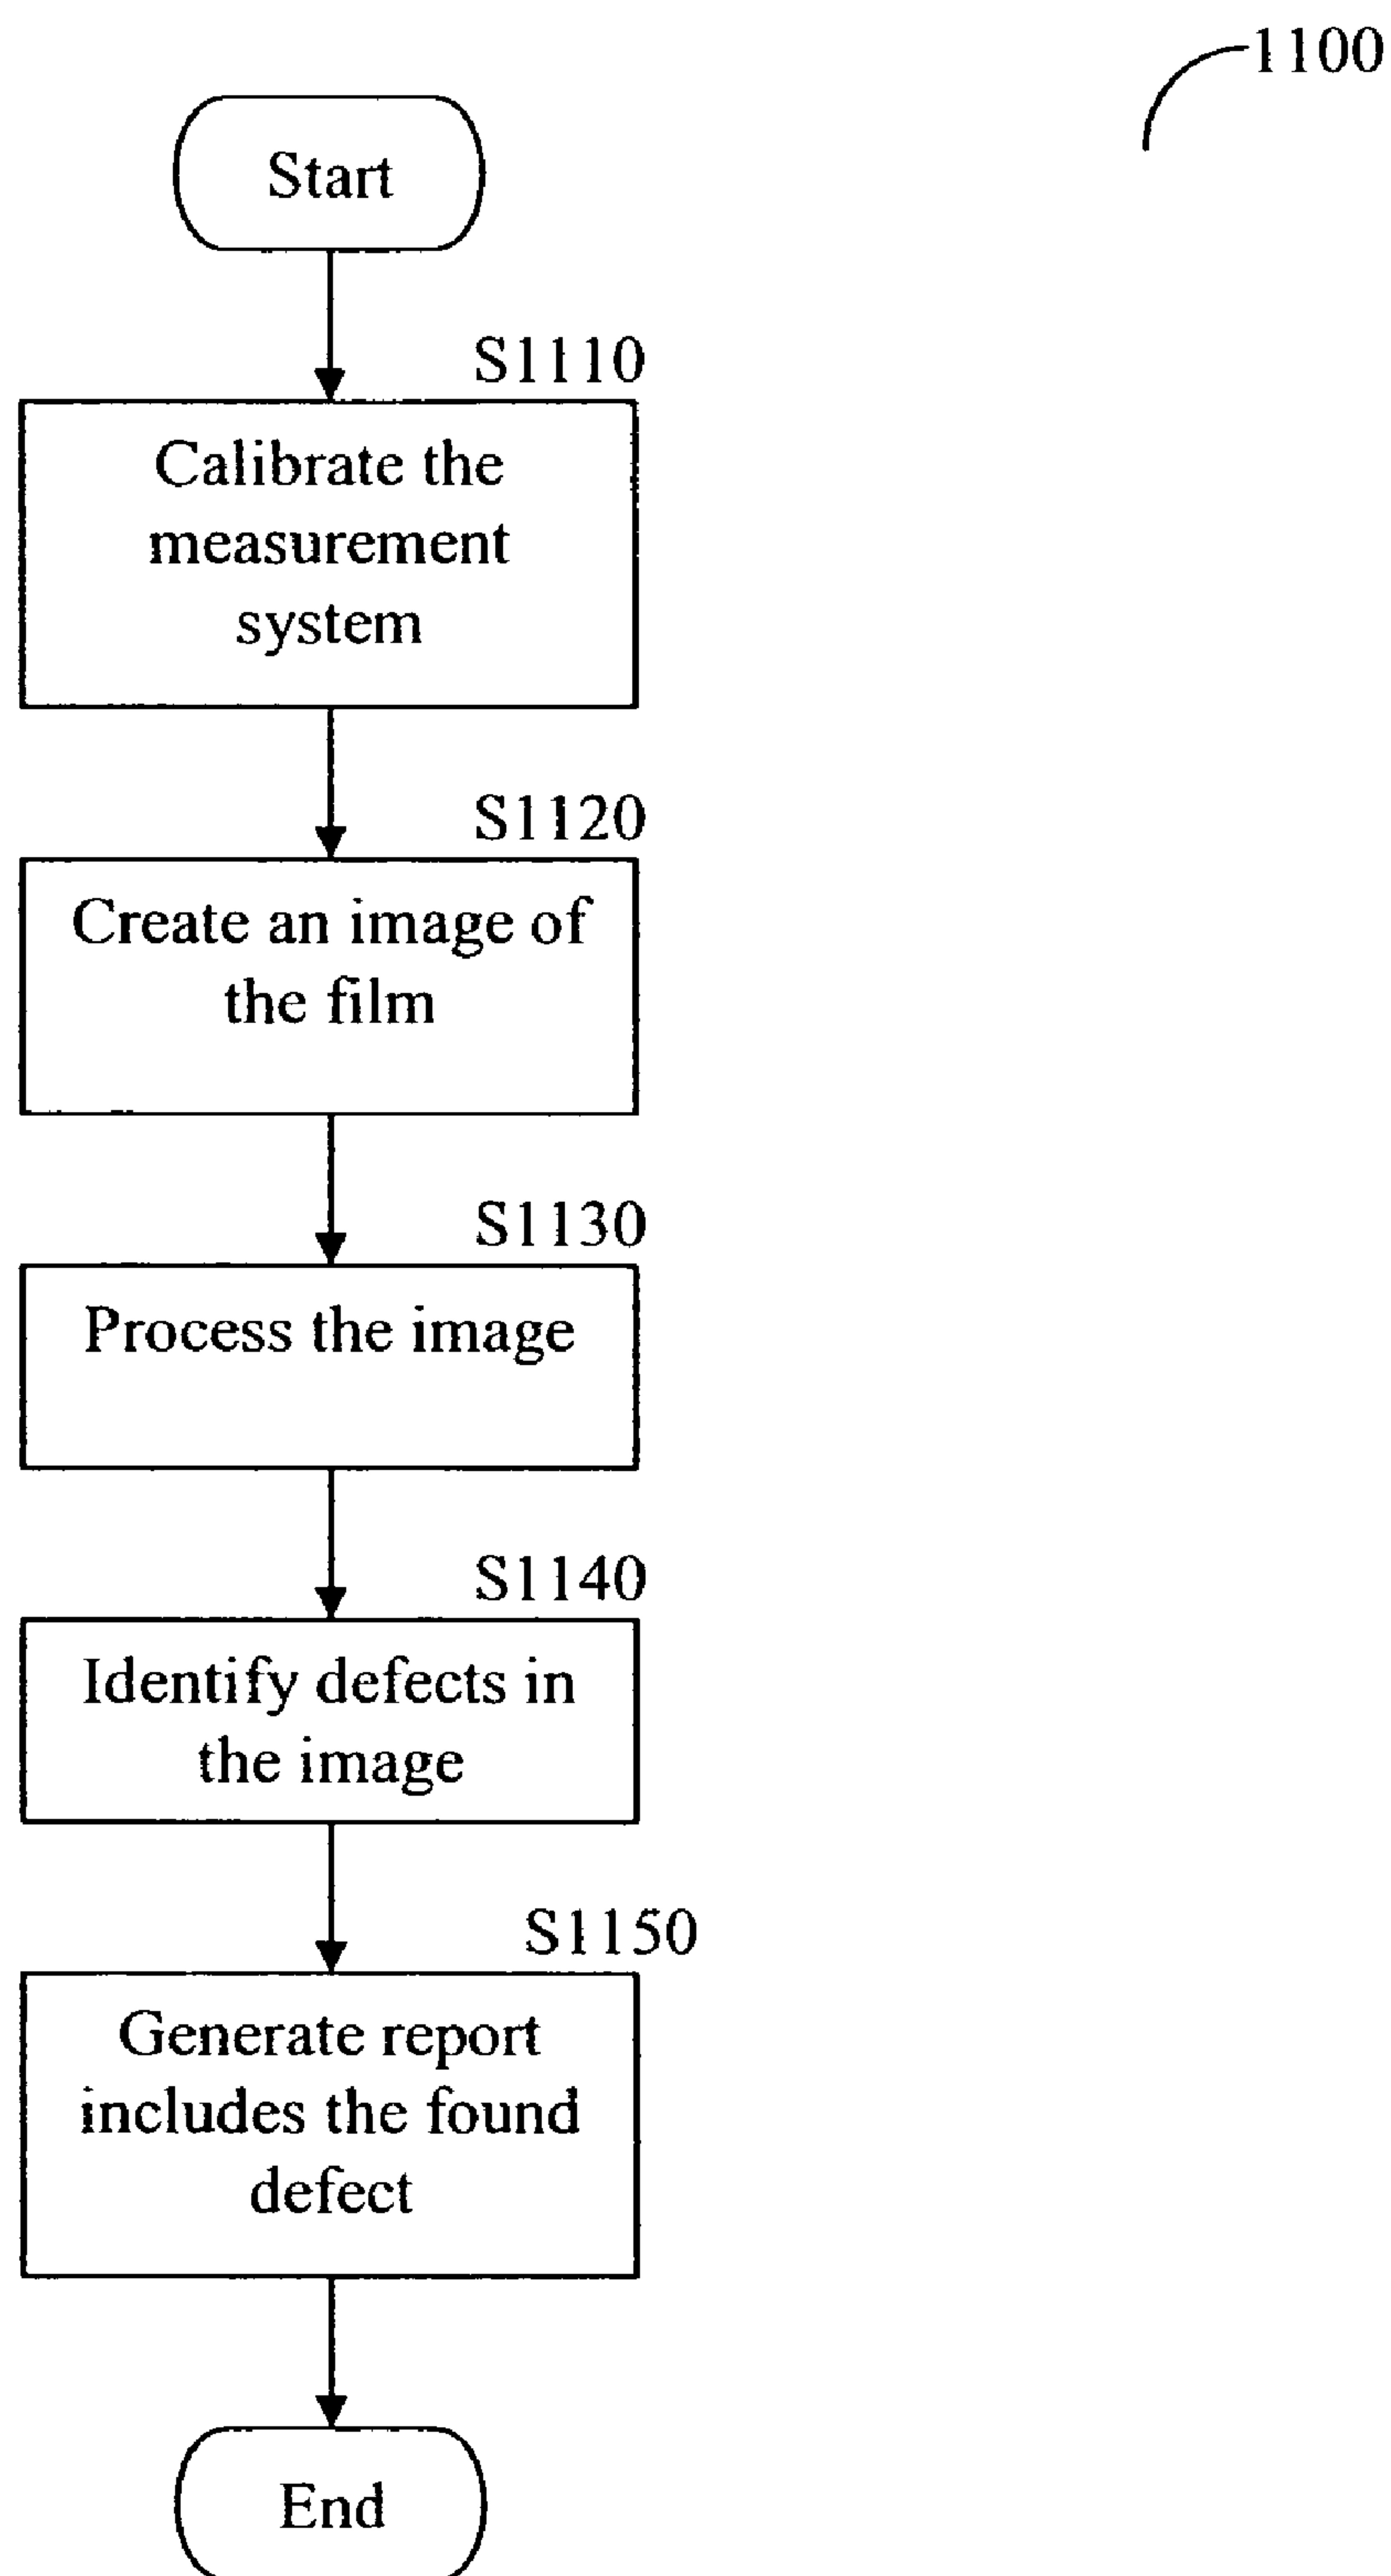 1100
Start
S1110
Calibrate the
measurement
system
S1120
Create an image of
the film
S1130
Process the image
S1140
Identify defects in
the image
S1150
Generate report
includes the found
defect
End